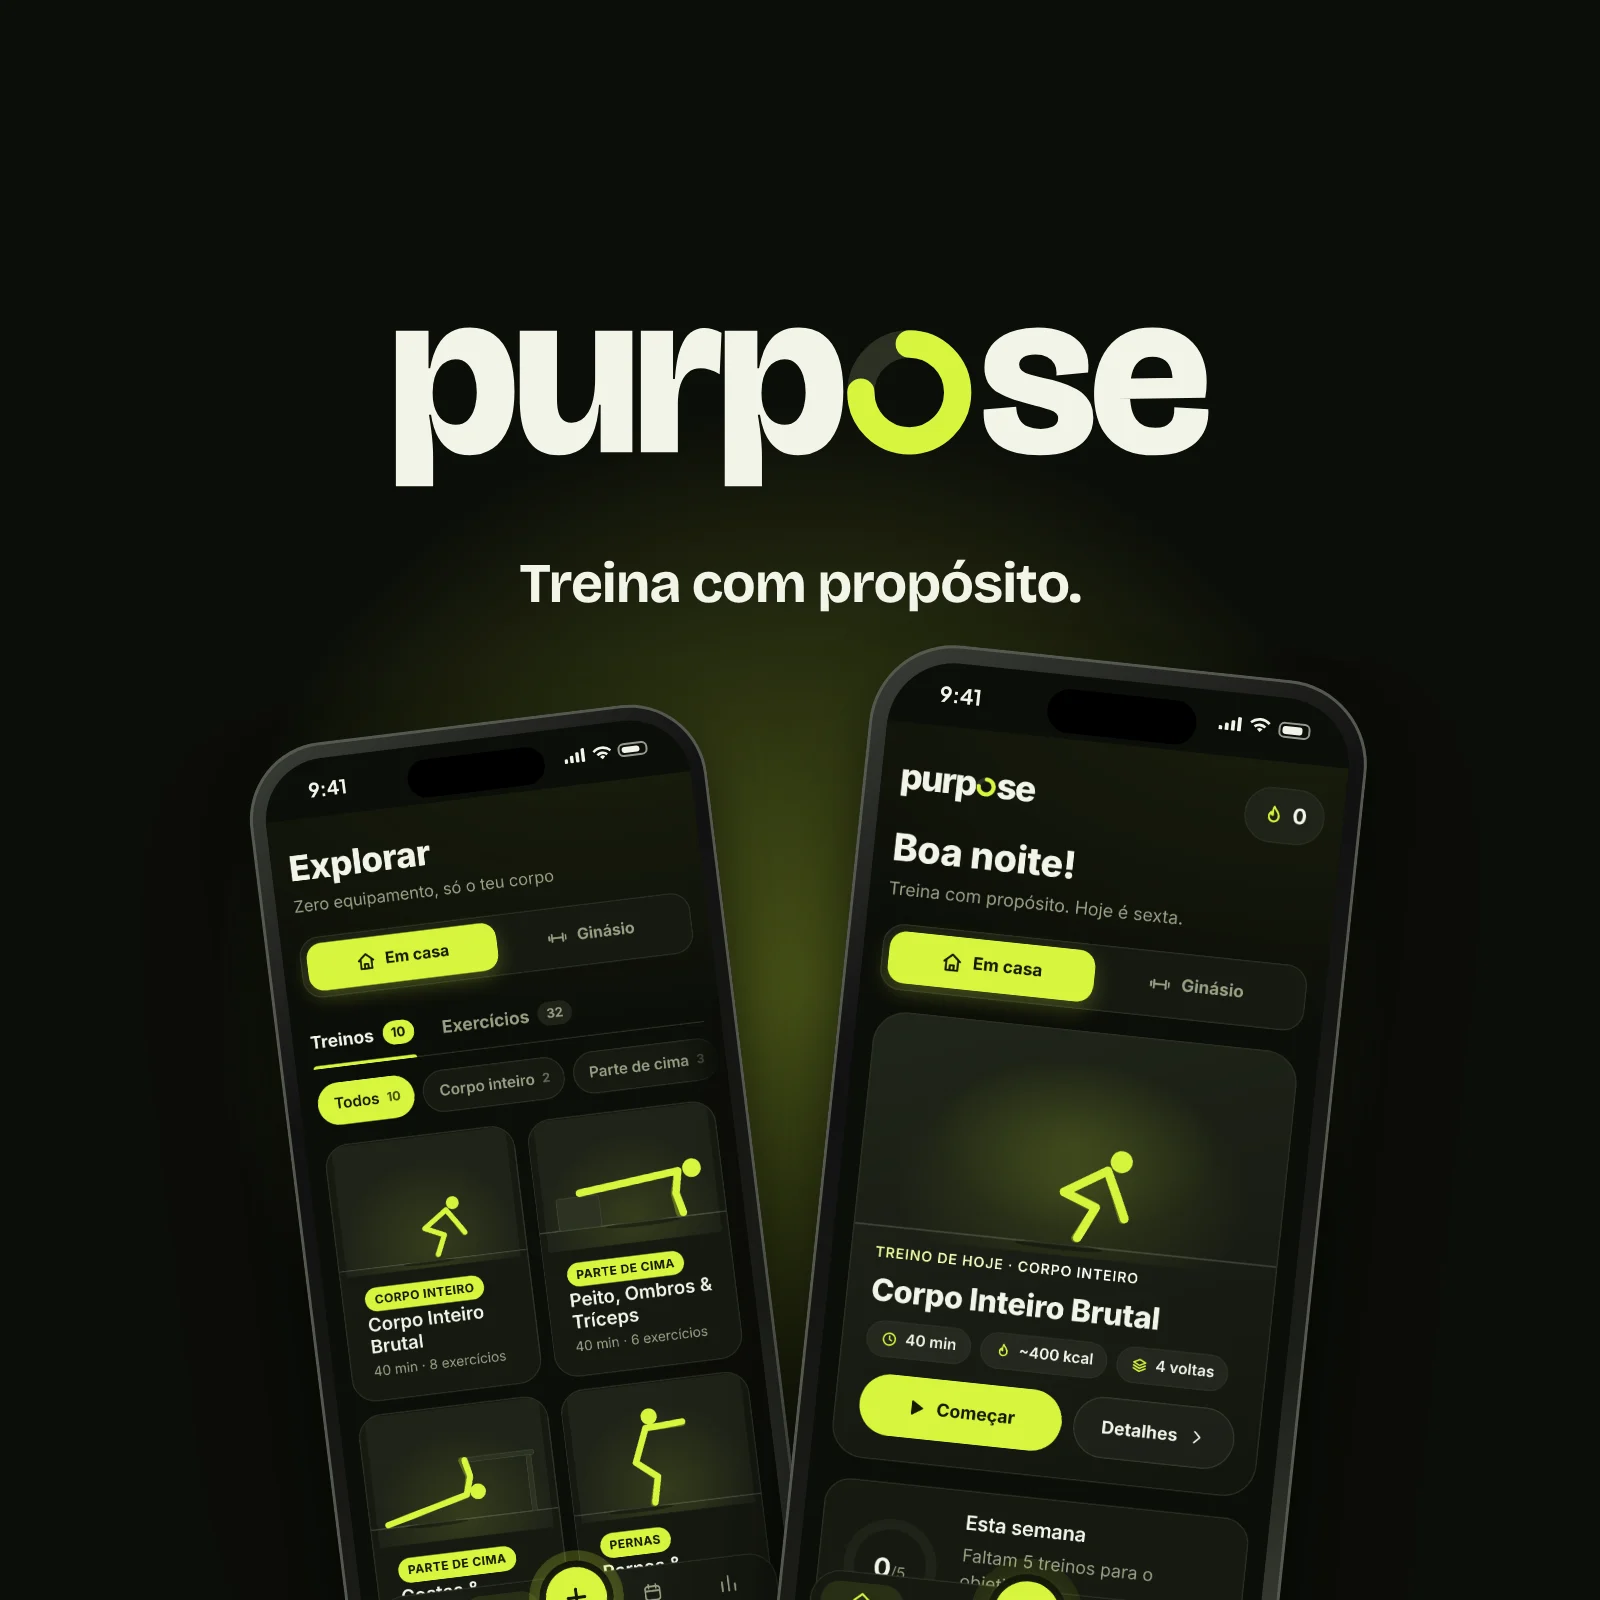 purpose
Treina com propósito.
9:41
Explorar
Zero equipamento, só o teu corpo
Em casa
Ginásio
Treinos 10
Exercícios 32
Todos 10
Corpo inteiro 2
Parte de cima 3
CORPO INTEIRO
Corpo Inteiro
Brutal
40 min · 8 exercícios
PARTE DE CIMA
Peito, Ombros &
Tríceps
40 min · 6 exercícios
PARTE DE CIMA
Costas &
PERNAS
Pernas &
9:41
purpose
0
Boa noite!
Treina com propósito. Hoje é sexta.
Em casa
Ginásio
TREINO DE HOJE · CORPO INTEIRO
Corpo Inteiro Brutal
40 min
~400 kcal
4 voltas
Começar
Detalhes
Esta semana
0/5
Faltam 5 treinos para o